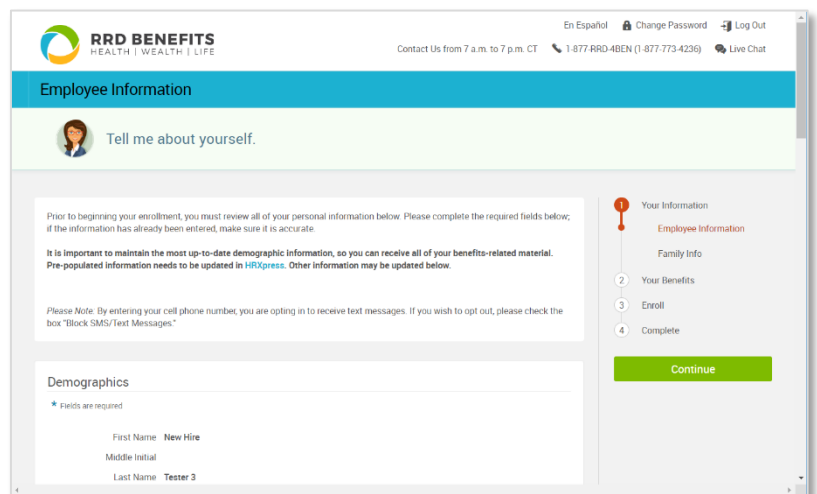 En Español Change Password Log Out
RRD BENEFITS
HEALTH | WEALTH | LIFE
Contact Us from 7 a.m. to 7 p.m. CT 1-877-RRD-4BEN (1-877-773-4236) Live Chat
Employee Information
Tell me about yourself.
Prior to beginning your enrollment, you must review all of your personal information below. Please complete the required fields below;
if the information has already been entered, make sure it is accurate.
It is important to maintain the most up-to-date demographic information, so you can receive all of your benefits-related material.
Pre-populated information needs to be updated in HRXpress. Other information may be updated below.
Please Note: By entering your cell phone number, you are opting in to receive text messages. If you wish to opt out, please check the
box "Block SMS/Text Messages."
1 Your Information
Employee Information
Family Info
2 Your Benefits
3 Enroll
4 Complete
Continue
Demographics
* Fields are required
First Name New Hire
Middle Initial
Last Name Tester 3